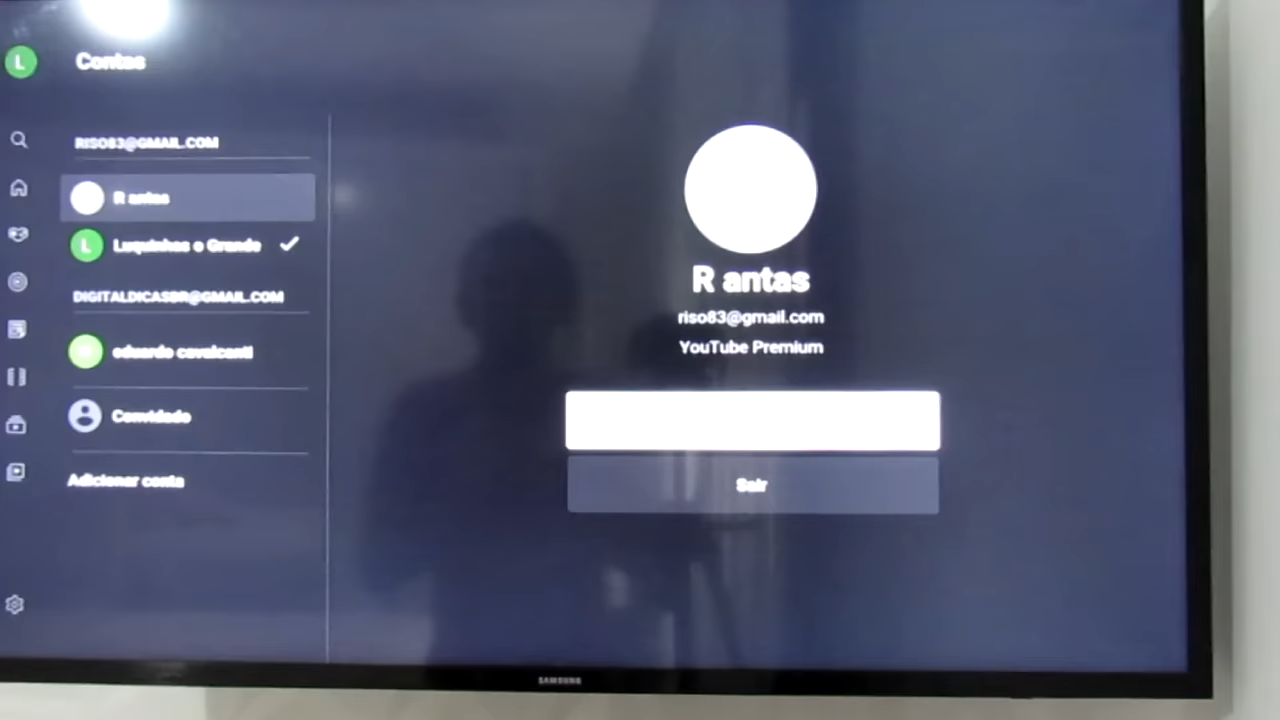 L
Contas
RISO83@GMAIL.COM
R antas
L
Luquinhas o Grande
DIGITALDICASBR@GMAIL.COM
eduardo cavalcanti
Convidado
Adicionar conta
R antas
riso83@gmail.com
YouTube Premium
Sair
SAMSUNG